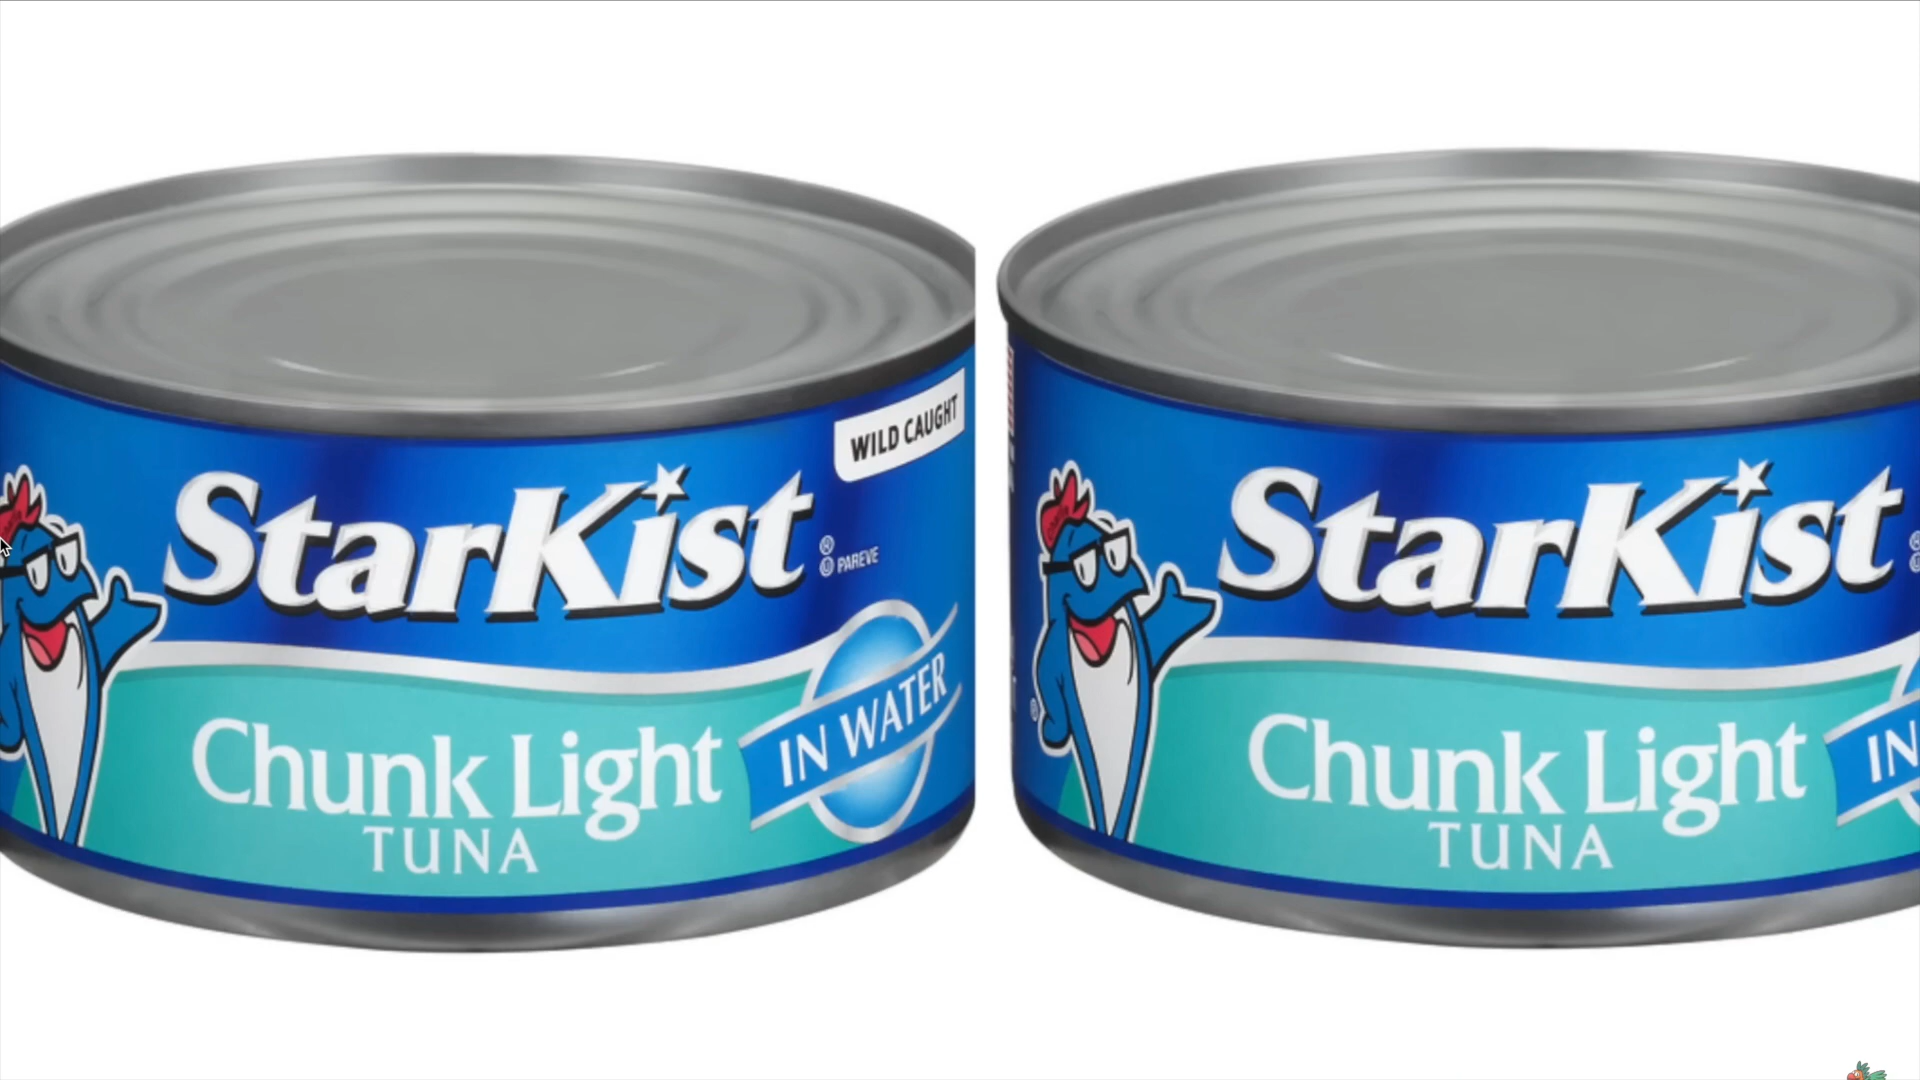 WILD CAUGHT
StarKist
® Ⓤ PAREVE
IN WATER
Chunk Light
TUNA
StarKist
IN
Chunk Light
TUNA